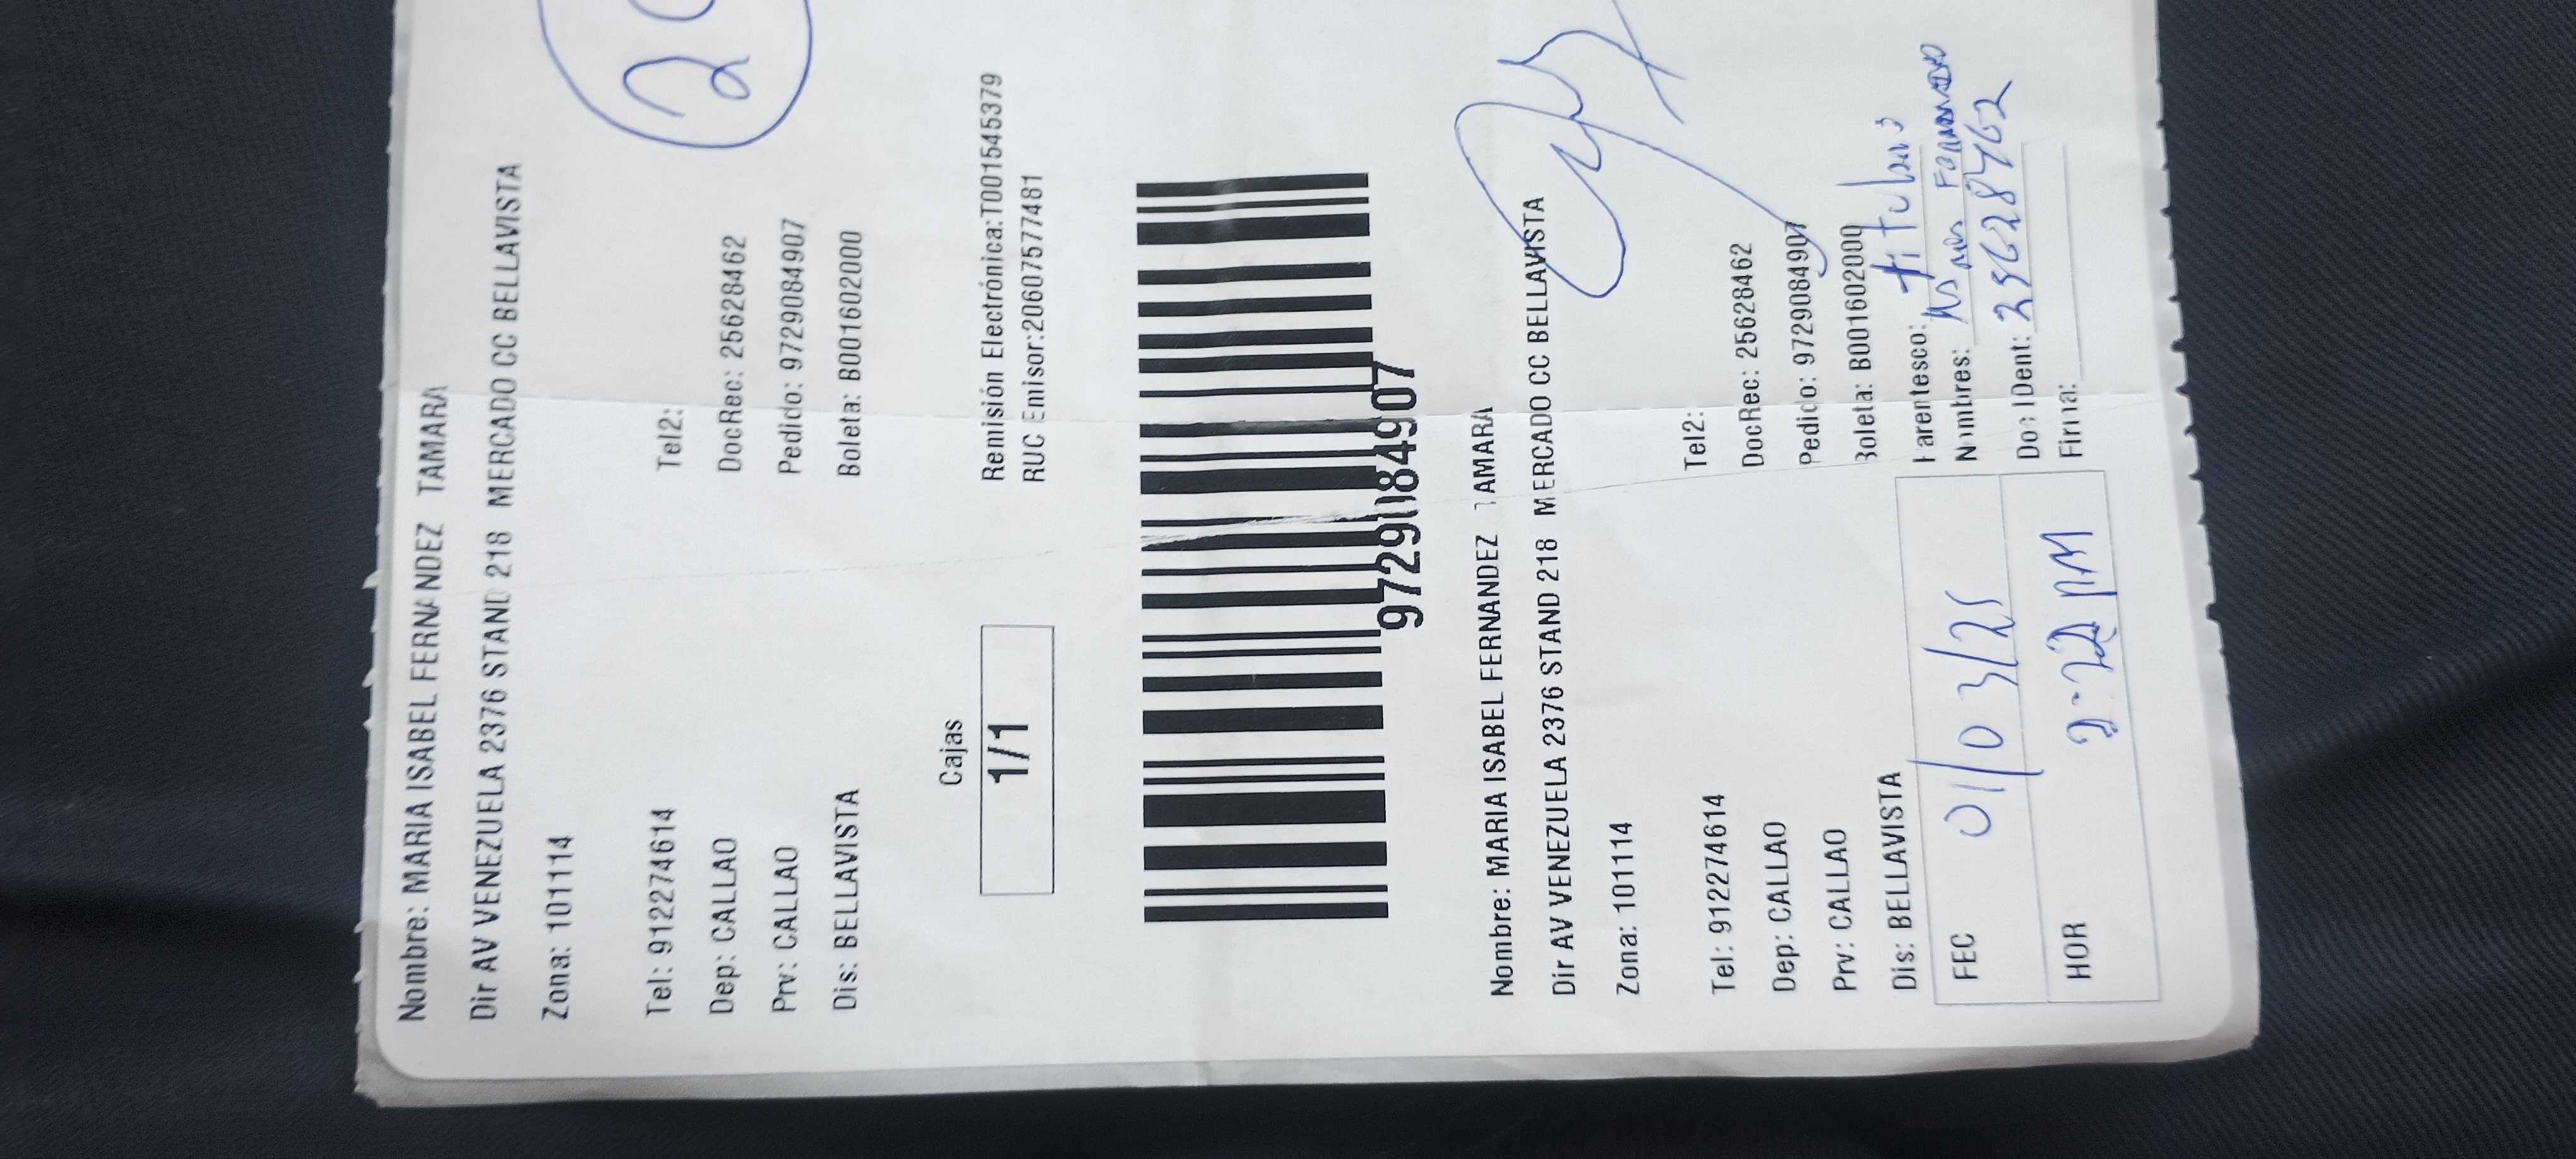 Nombre: MARIA ISABEL FERNANDEZ TAMARA
Dir AV VENEZUELA 2376 STAND 218 MERCADO CC BELLAVISTA
Zona: 101114
Tel: 912274614 Tel2:
Dep: CALLAO DocRec: 25628462
Prv: CALLAO Pedido: 9729084907
Dis: BELLAVISTA Boleta: B001602000
Cajas
1/1
Remisión Electrónica:T001545379
RUC Emisor:20607577481
9729084907
Nombre: MARIA ISABEL FERNANDEZ TAMARA
Dir AV VENEZUELA 2376 STAND 218 MERCADO CC BELLAVISTA
Zona: 101114
Tel: 912274614 Tel2:
Dep: CALLAO DocRec: 25628462
Prv: CALLAO Pedido: 9729084907
Dis: BELLAVISTA Boleta: B001602000
FEC 01/03/25
HOR
Parentesco: titular
Nombres:
Doc IDent: 25628462
Firma: